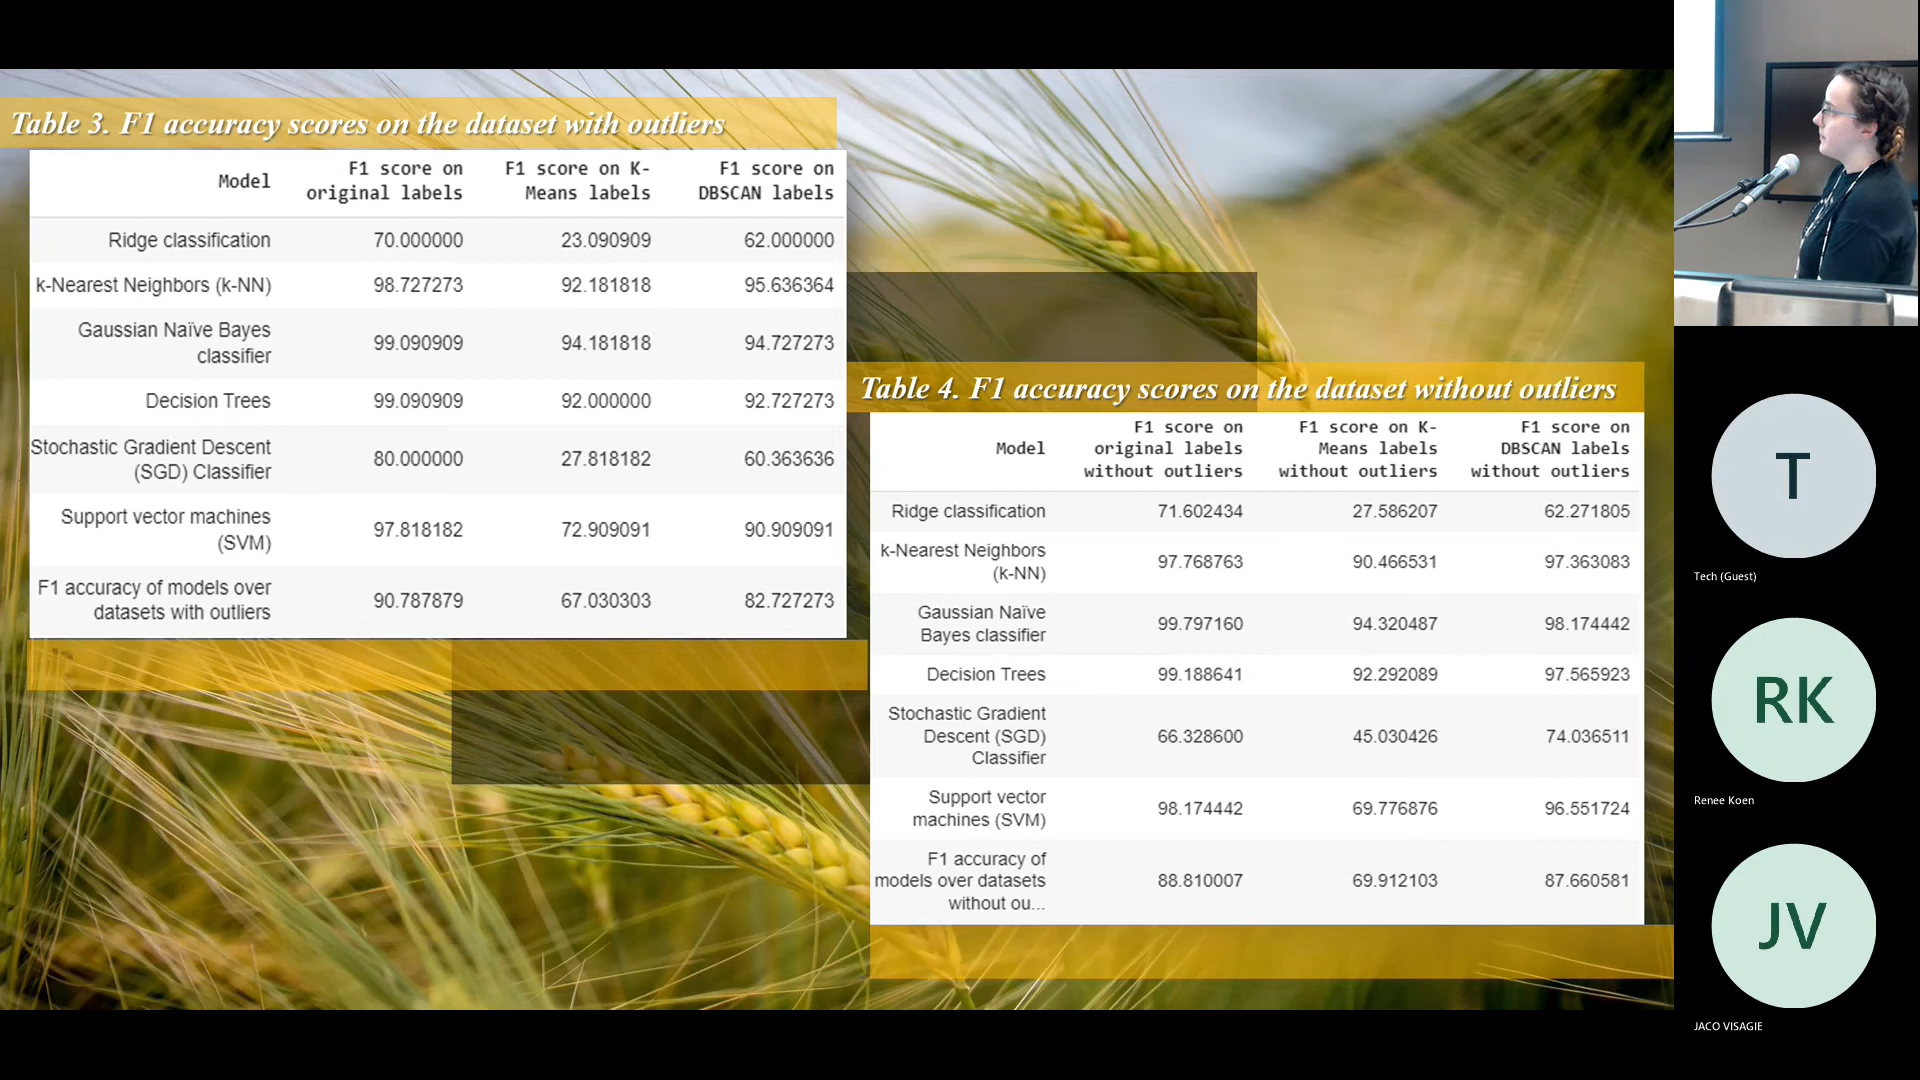 Table 3. F1 accuracy scores on the dataset with outliers
Model
F1 score on
original labels
F1 score on K-
Means labels
F1 score on
DBSCAN labels
Ridge classification 70.000000 23.090909 62.000000
k-Nearest Neighbors (k-NN) 98.727273 92.181818 95.636364
Gaussian Naïve Bayes
classifier
99.090909 94.181818 94.727273
Decision Trees 99.090909 92.000000 92.727273
Stochastic Gradient Descent
(SGD) Classifier
80.000000 27.818182 60.363636
Support vector machines
(SVM)
97.818182 72.909091 90.909091
F1 accuracy of models over
datasets with outliers
90.787879 67.030303 82.727273
Table 4. F1 accuracy scores on the dataset without outliers
Model
F1 score on
original labels
without outliers
F1 score on K-
Means labels
without outliers
F1 score on
DBSCAN labels
without outliers
Ridge classification 71.602434 27.586207 62.271805
k-Nearest Neighbors
(k-NN)
97.768763 90.466531 97.363083
Gaussian Naïve
Bayes classifier
99.797160 94.320487 98.174442
Decision Trees 99.188641 92.292089 97.565923
Stochastic Gradient
Descent (SGD)
Classifier
66.328600 45.030426 74.036511
Support vector
machines (SVM)
98.174442 69.776876 96.551724
F1 accuracy of
models over datasets
without ou...
88.810007 69.912103 87.660581
T
Tech (Guest)
RK
Renee Koen
JV
JACO VISAGIE